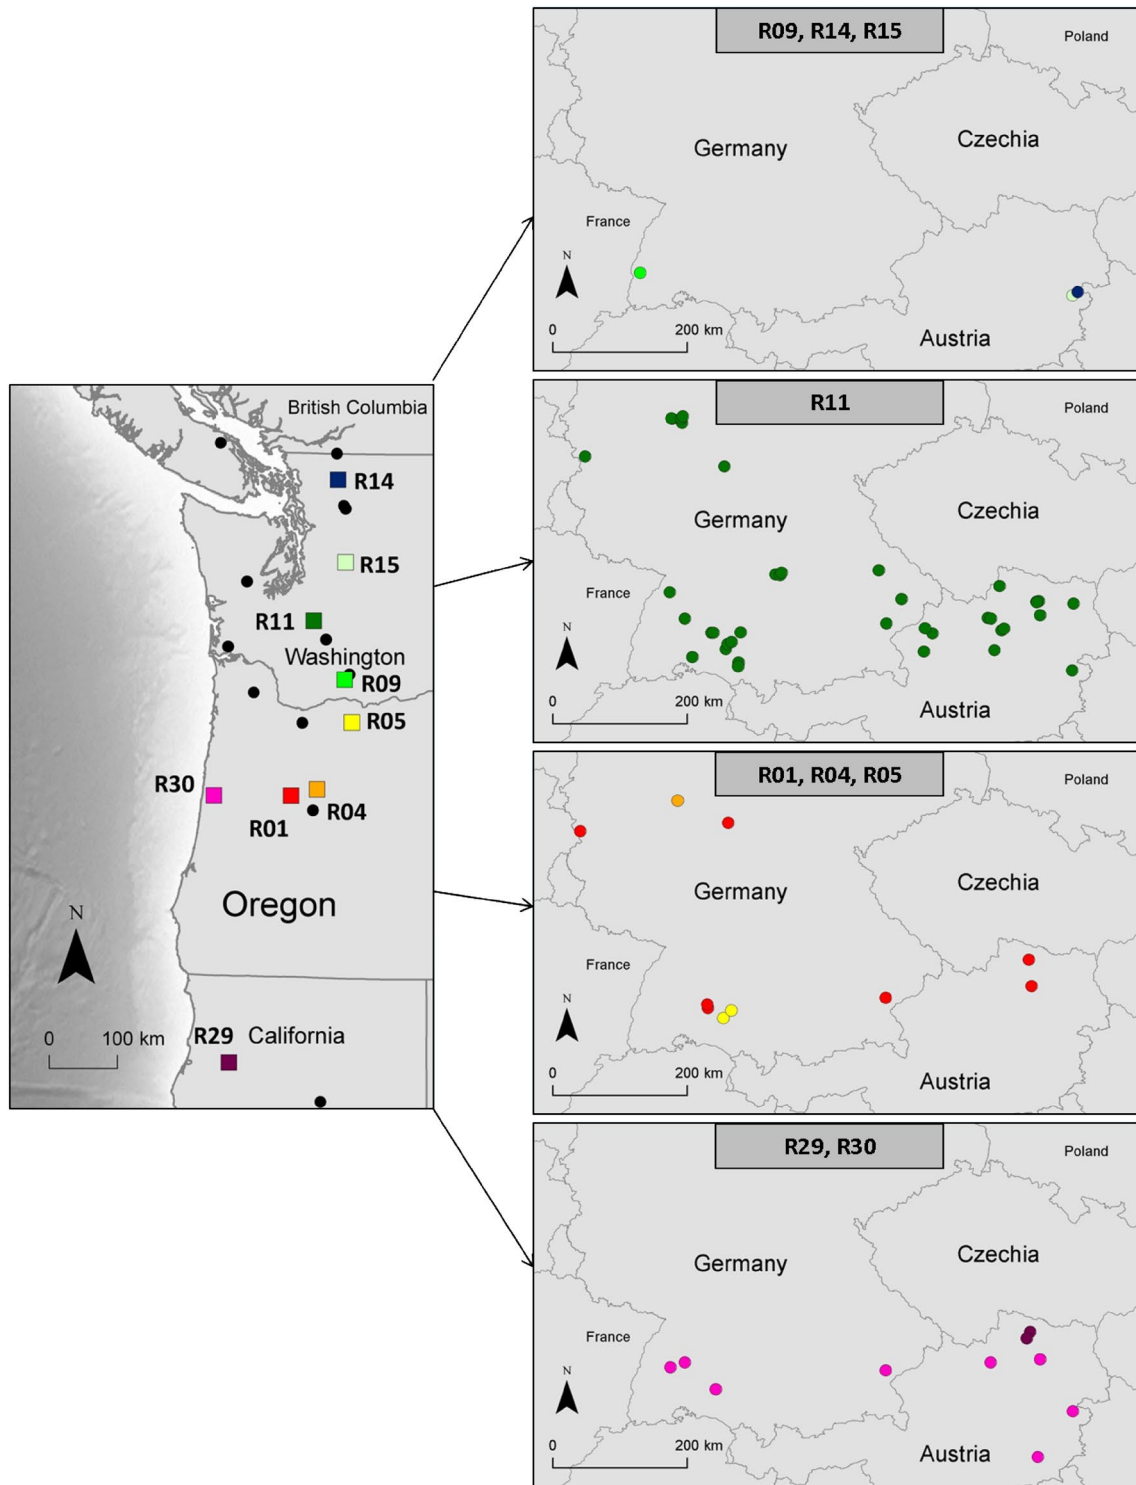 British Columbia
R14
R15
R11
Washington
R09
R05
R30
R01
R04
Oregon
N
0 100 km
R29 California
R09, R14, R15
Poland
Germany
Czechia
France
N
0 200 km
Austria
R11
Poland
Germany
Czechia
France
N
0 200 km
Austria
R01, R04, R05
Poland
Germany
Czechia
France
N
0 200 km
Austria
R29, R30
Poland
Germany
Czechia
France
N
0 200 km
Austria